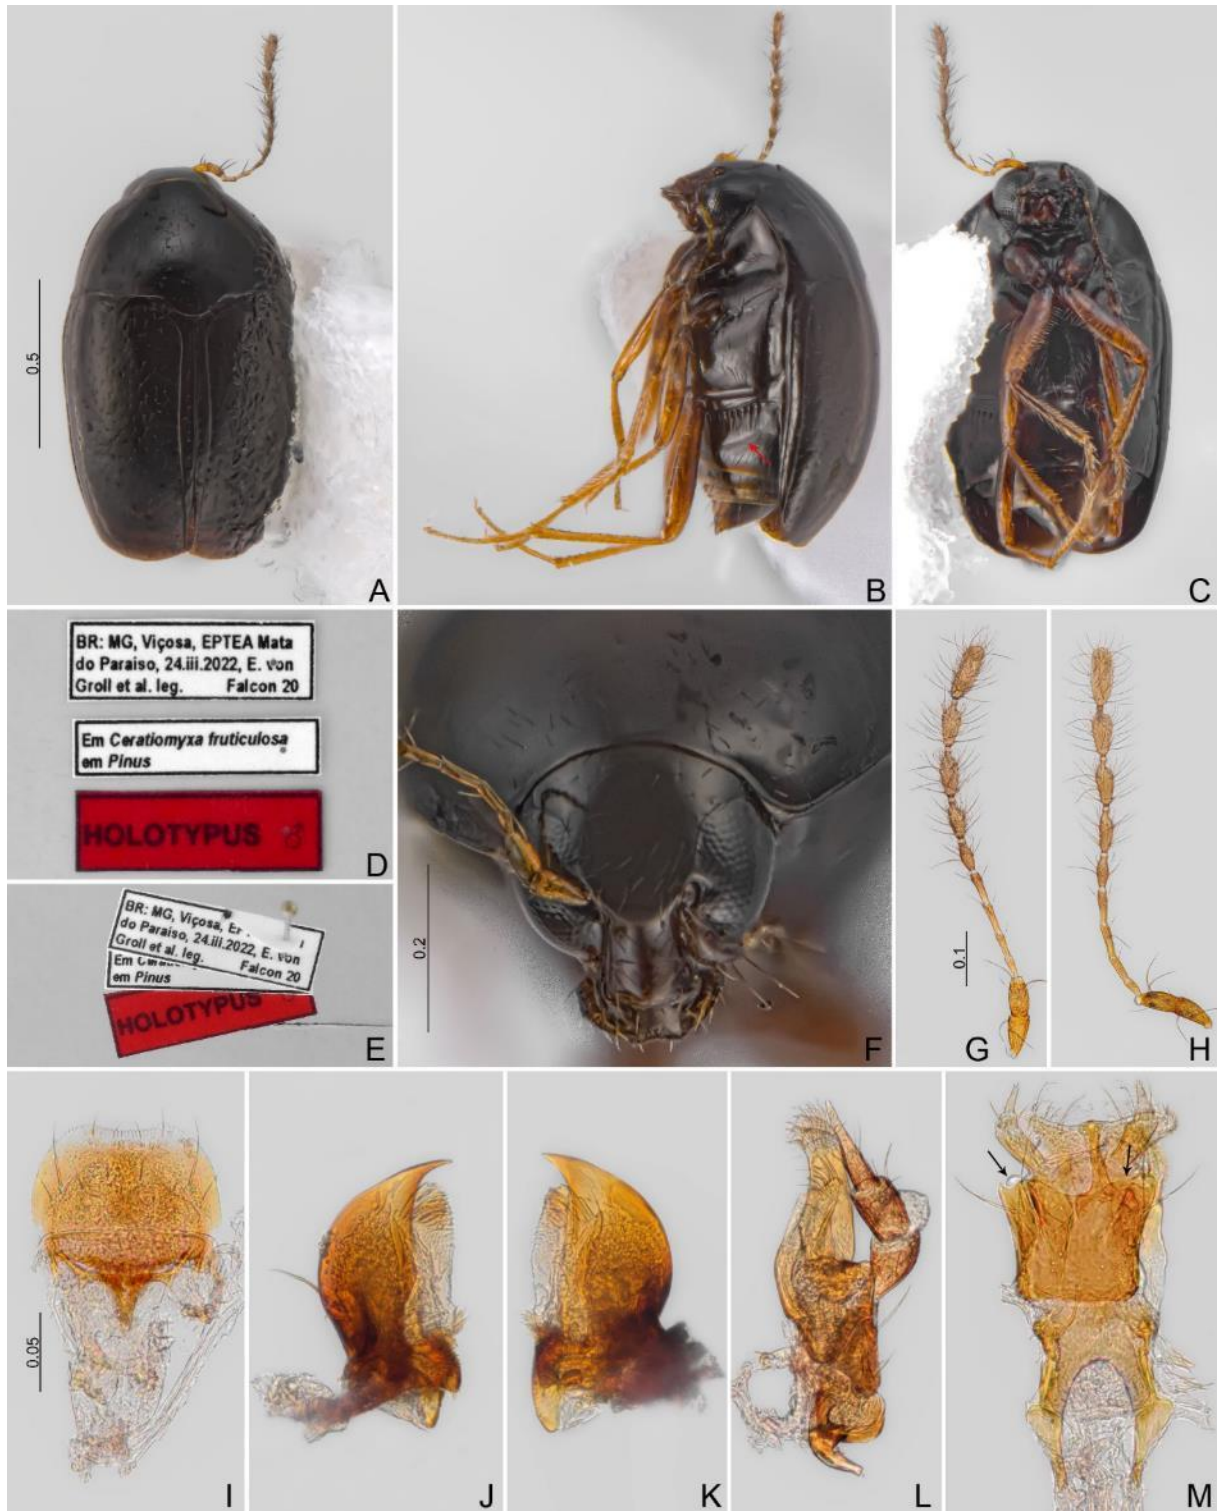 A
0.5
B
C
BR: MG, Viçosa, EPTEA Mata
do Paraiso, 24.iii.2022, E. von
Groll et al. leg. Falcon 20
Em Ceratiomyxa fruticulosa
em Pinus
HOLOTYPUS ♂
D
BR: MG, Viçosa,
do Paraiso, 24.iii.2022, E. von
Groll et al. leg. Falcon 20
Em
em Pinus
HOLOTYPUS
E
0.2
F
0.1
G
H
0.05
I
J
K
L
M